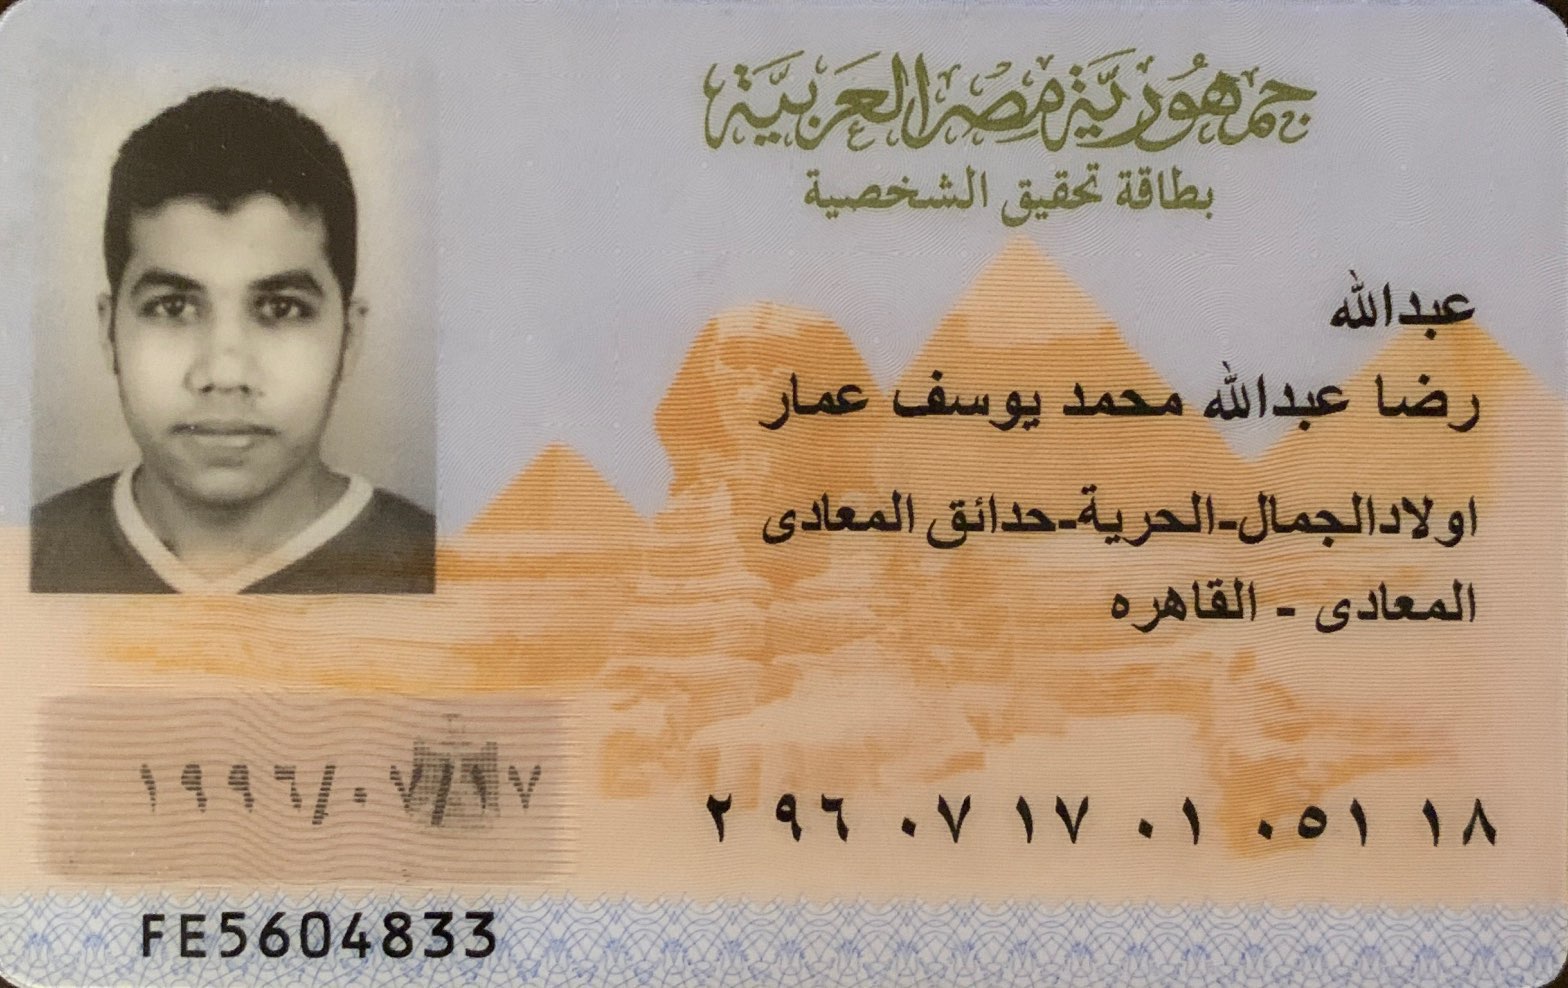 جمهورية مصر العربية
بطاقة تحقيق الشخصية
عبدالله
رضا عبدالله محمد يوسف عمار
اولادالجمال-الحرية-حدائق المعادى
المعادى - القاهره
٢ ٩٦ ٠٧ ١٧ ٠١ ٠٥١ ١٨
١٩٩٦/٠٧/١٧
FE5604833